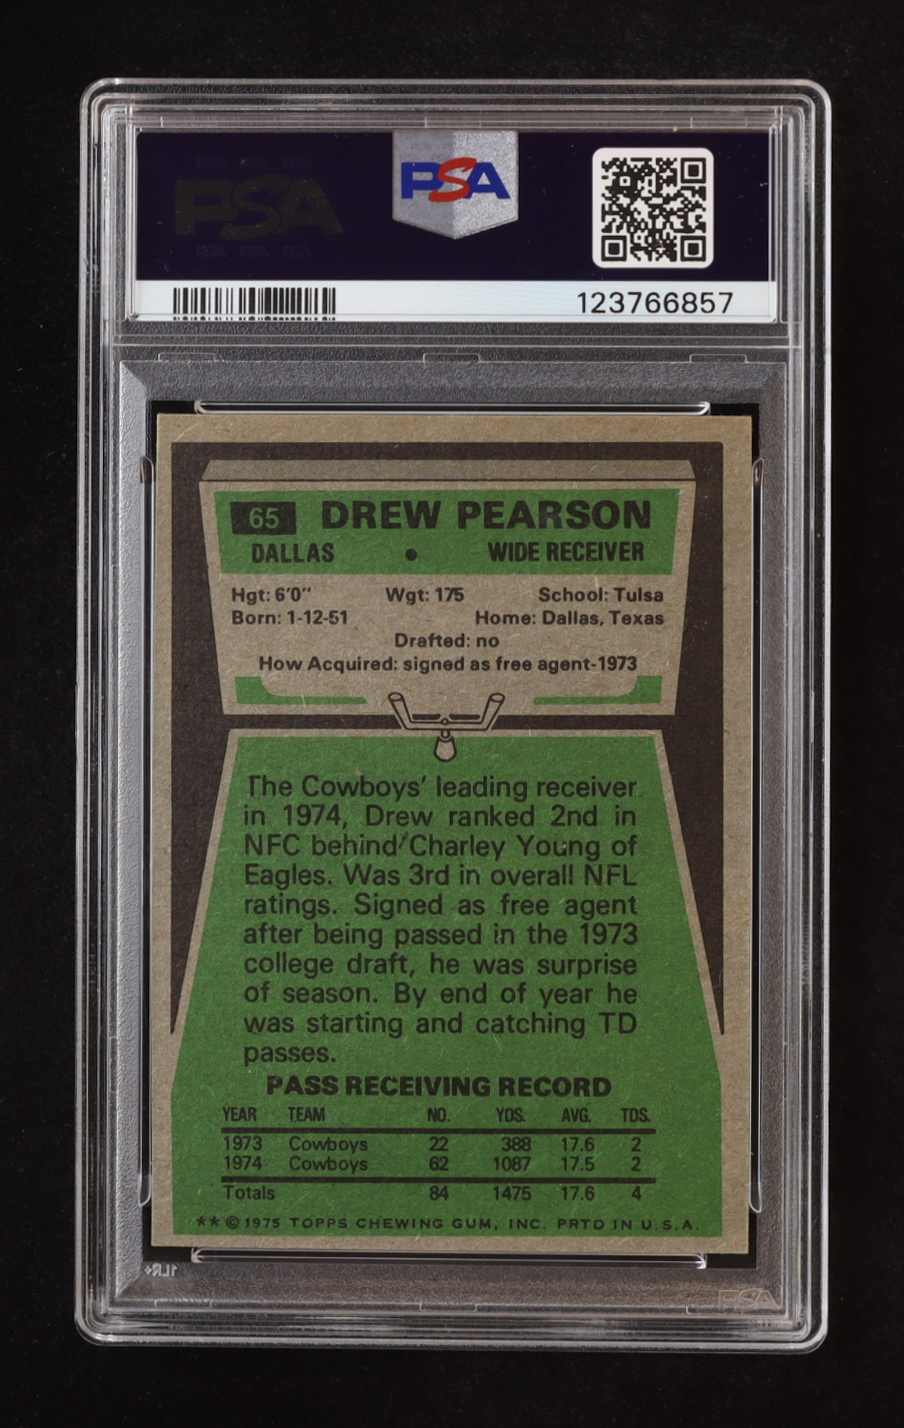 PSA
PSA
123766857
65 DREW PEARSON
DALLAS • WIDE RECEIVER
Hgt: 6'0" Wgt: 175 School: Tulsa
Born: 1-12-51 Home: Dallas, Texas
Drafted: no
How Acquired: signed as free agent-1973
The Cowboys' leading receiver
in 1974, Drew ranked 2nd in
NFC behind Charley Young of
Eagles. Was 3rd in overall NFL
ratings. Signed as free agent
after being passed in the 1973
college draft, he was surprise
of season. By end of year he
was starting and catching TD
passes.
PASS RECEIVING RECORD
YEAR TEAM NO. YDS. AVG. TDS.
1973 Cowboys 22 388 17.6 2
1974 Cowboys 62 1087 17.5 2
Totals 84 1475 17.6 4
** © 1975 TOPPS CHEWING GUM, INC. PRTD IN U.S.A.
1LR+
PSA